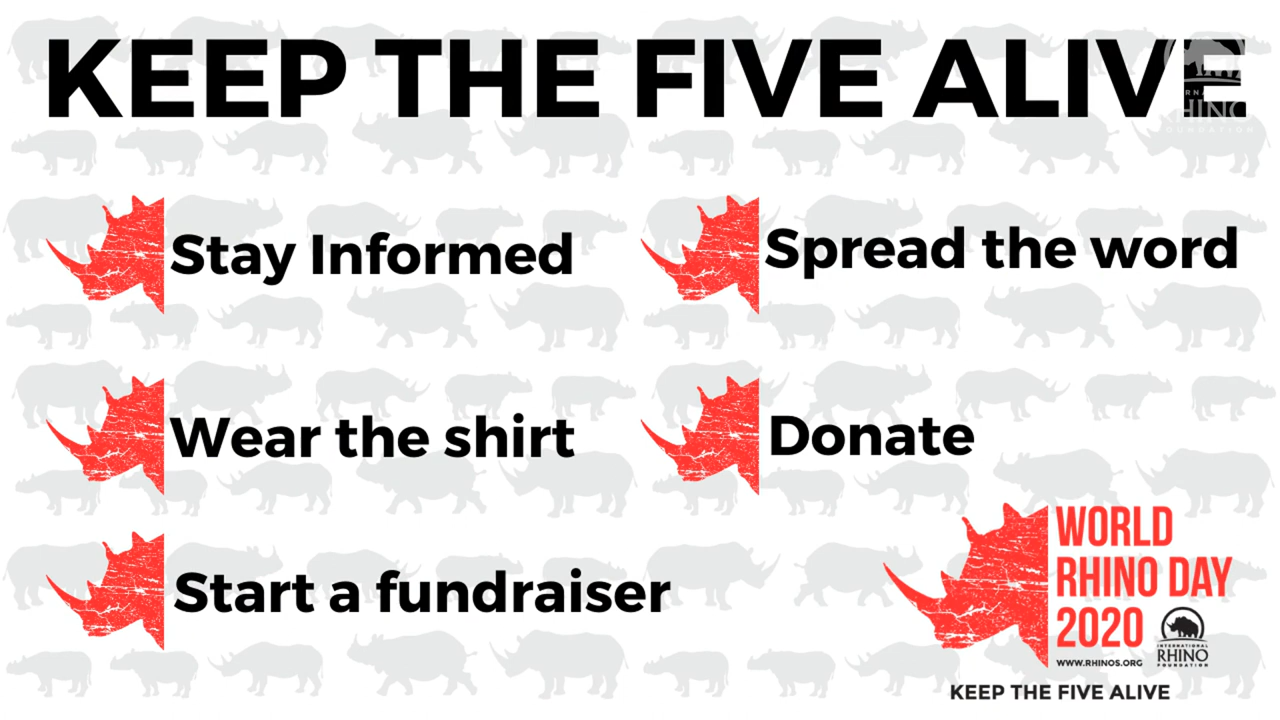 KEEP THE FIVE ALIVE
Stay Informed
Spread the word
Wear the shirt
Donate
Start a fundraiser
WORLD
RHINO DAY
2020
WWW.RHINOS.ORG
INTERNATIONAL
RHINO
FOUNDATION
KEEP THE FIVE ALIVE